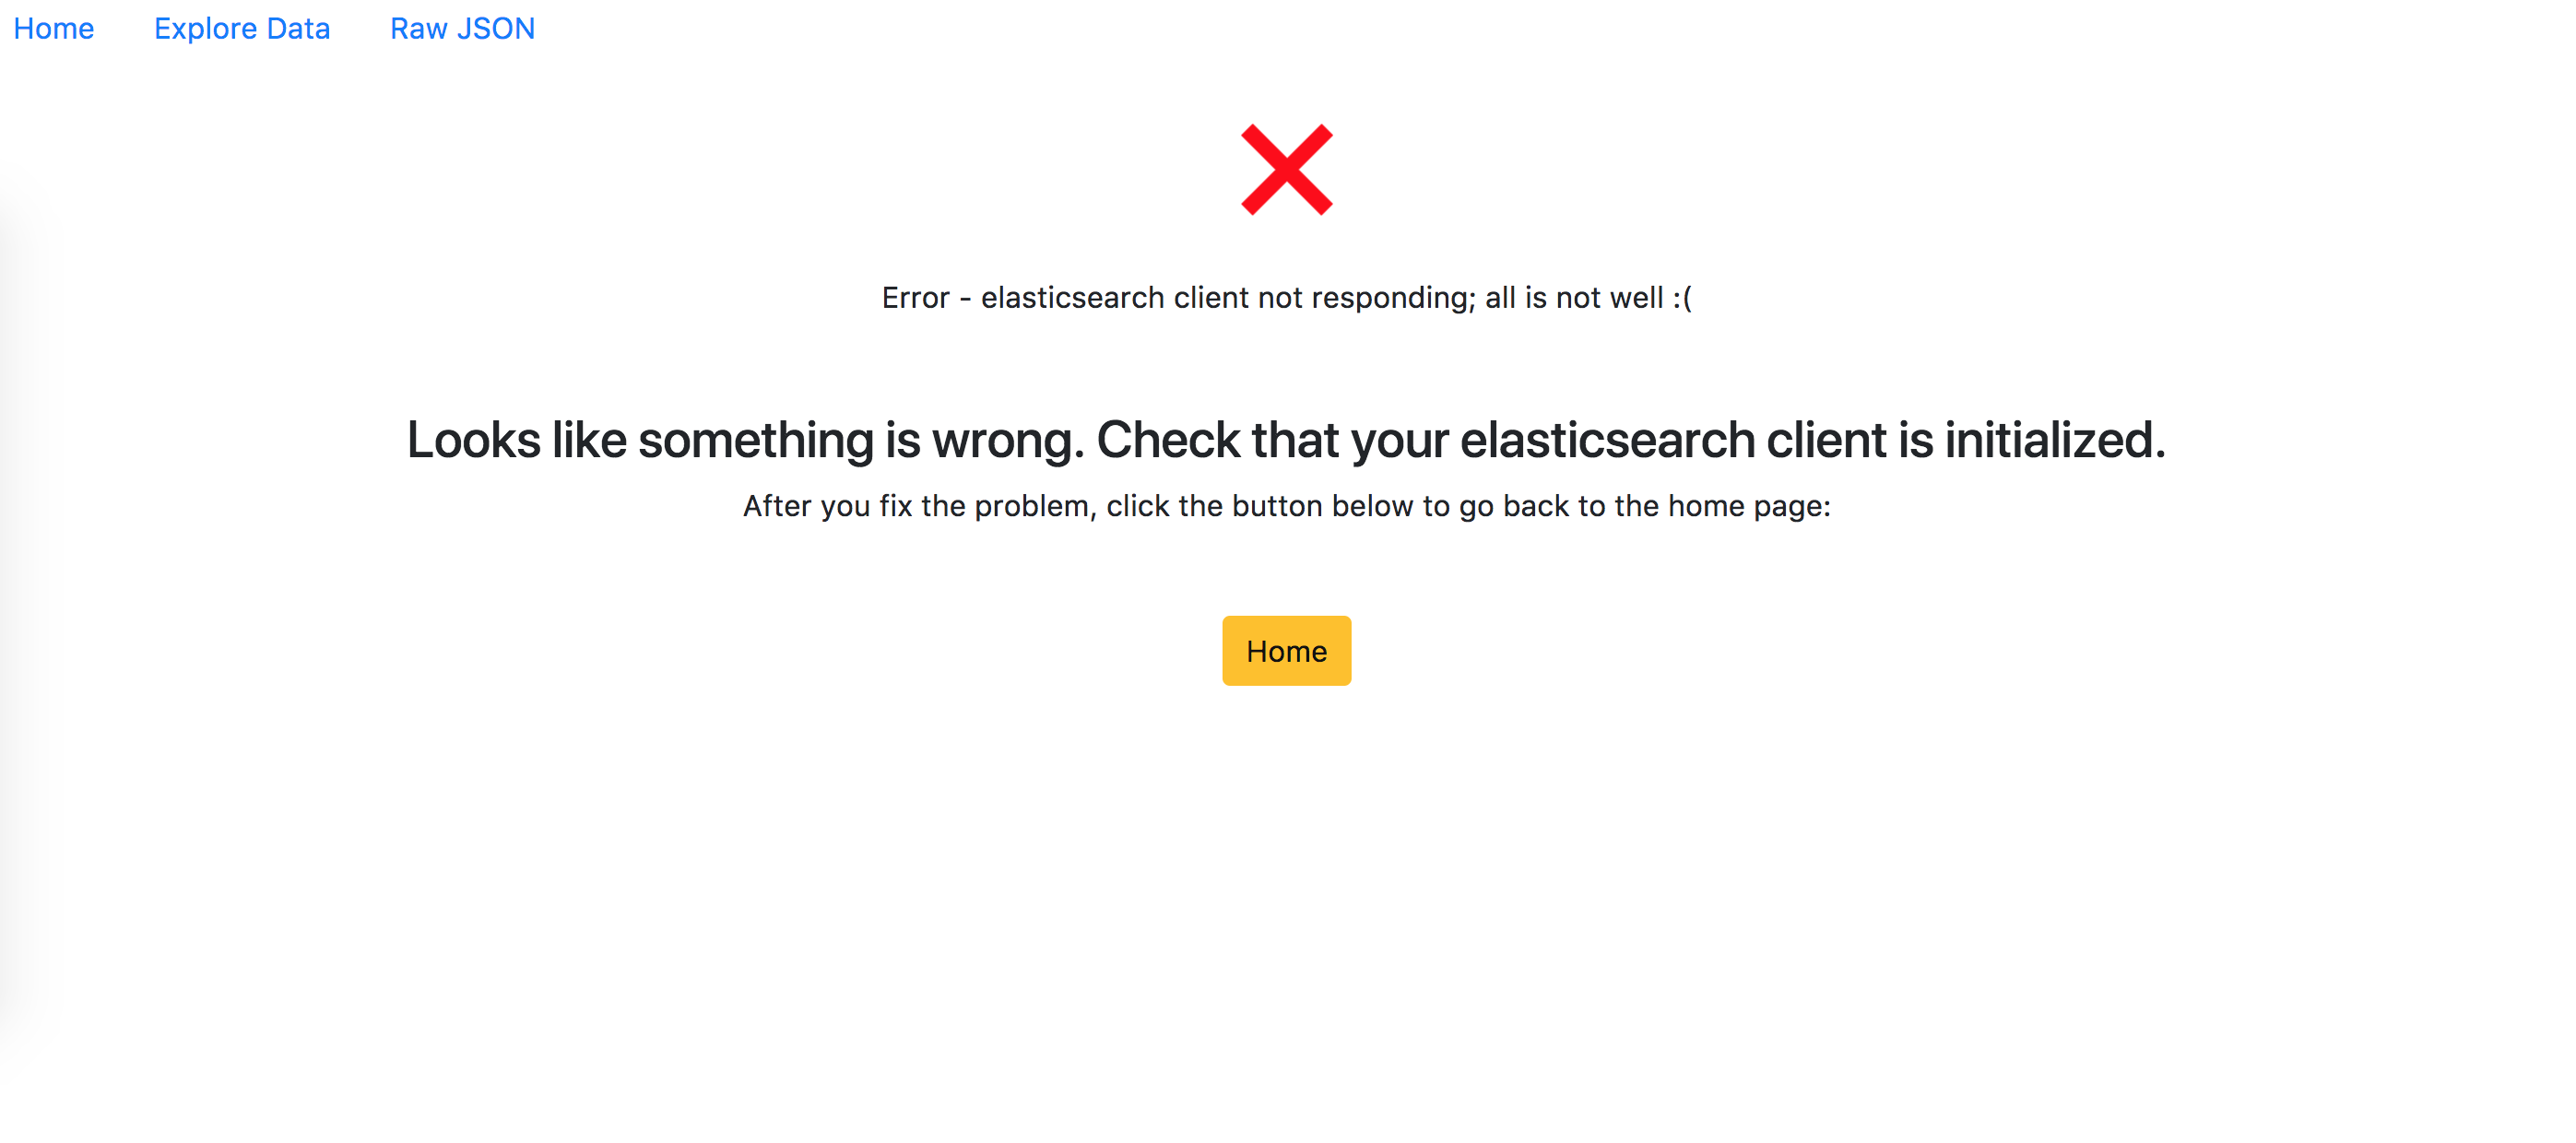 Home Explore Data Raw JSON
Error - elasticsearch client not responding; all is not well :(
Looks like something is wrong. Check that your elasticsearch client is initialized.
After you fix the problem, click the button below to go back to the home page:
Home